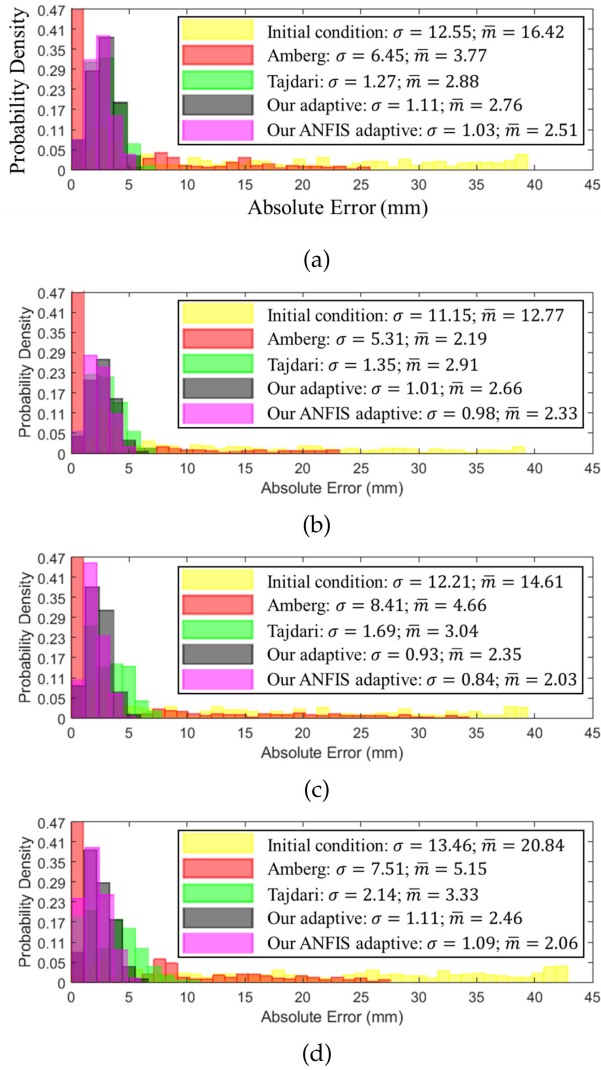 0.47
0.41
0.35
0.29
0.23
0.17
0.11
0.05
0
Probability Density
Initial condition: σ = 12.55; m̅ = 16.42
Amberg: σ = 6.45; m̅ = 3.77
Tajdari: σ = 1.27; m̅ = 2.88
Our adaptive: σ = 1.11; m̅ = 2.76
Our ANFIS adaptive: σ = 1.03; m̅ = 2.51
0 5 10 15 20 25 30 35 40 45
Absolute Error (mm)
(a)
0.47
0.41
0.35
0.29
0.23
0.17
0.11
0.05
0
Probability Density
Initial condition: σ = 11.15; m̅ = 12.77
Amberg: σ = 5.31; m̅ = 2.19
Tajdari: σ = 1.35; m̅ = 2.91
Our adaptive: σ = 1.01; m̅ = 2.66
Our ANFIS adaptive: σ = 0.98; m̅ = 2.33
0 5 10 15 20 25 30 35 40 45
Absolute Error (mm)
(b)
0.47
0.41
0.35
0.29
0.23
0.17
0.11
0.05
0
Probability Density
Initial condition: σ = 12.21; m̅ = 14.61
Amberg: σ = 8.41; m̅ = 4.66
Tajdari: σ = 1.69; m̅ = 3.04
Our adaptive: σ = 0.93; m̅ = 2.35
Our ANFIS adaptive: σ = 0.84; m̅ = 2.03
0 5 10 15 20 25 30 35 40 45
Absolute Error (mm)
(c)
0.47
0.41
0.35
0.29
0.23
0.17
0.11
0.05
0
Probability Density
Initial condition: σ = 13.46; m̅ = 20.84
Amberg: σ = 7.51; m̅ = 5.15
Tajdari: σ = 2.14; m̅ = 3.33
Our adaptive: σ = 1.11; m̅ = 2.46
Our ANFIS adaptive: σ = 1.09; m̅ = 2.06
0 5 10 15 20 25 30 35 40 45
Absolute Error (mm)
(d)